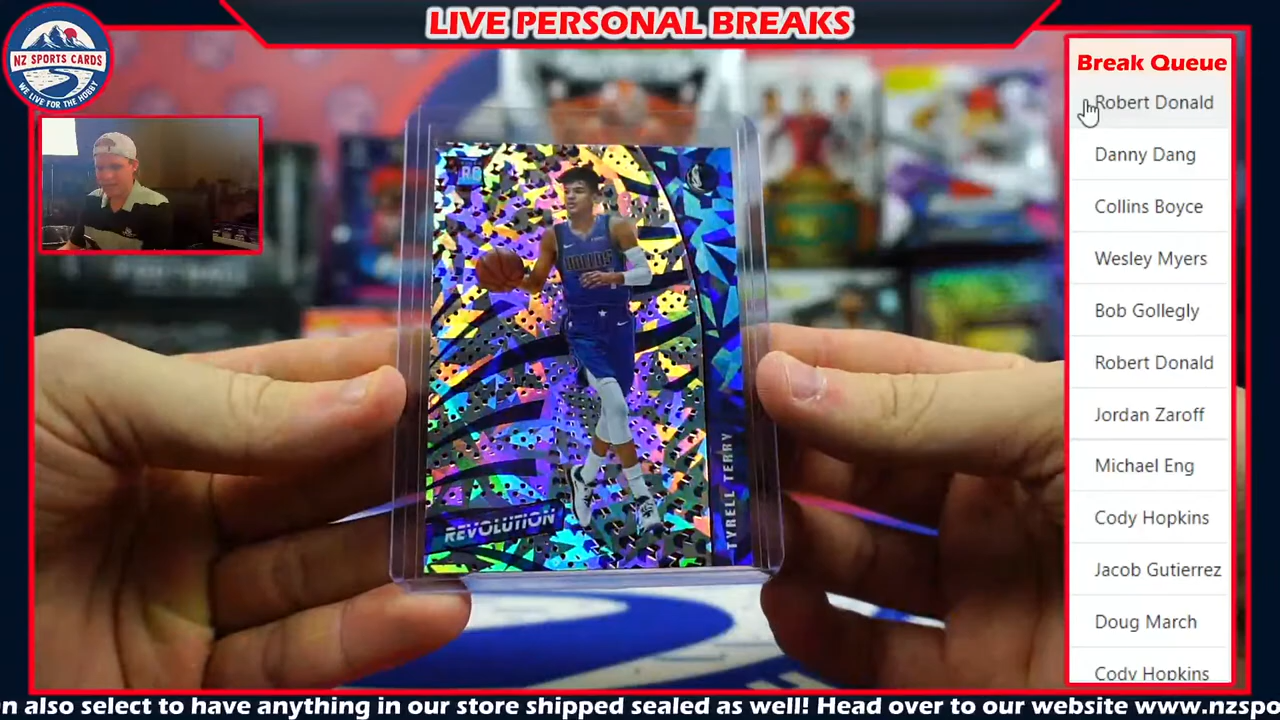 LIVE PERSONAL BREAKS
NZ SPORTS CARDS
WE LIVE FOR THE HOBBY
Break Queue
Robert Donald
Danny Dang
Collins Boyce
Wesley Myers
Bob Gollegly
Robert Donald
Jordan Zaroff
Michael Eng
Cody Hopkins
Jacob Gutierrez
Doug March
Cody Hopkins
DALLAS
REVOLUTION
TYRELL TERRY
n also select to have anything in our store shipped sealed as well! Head over to our website www.nzspo